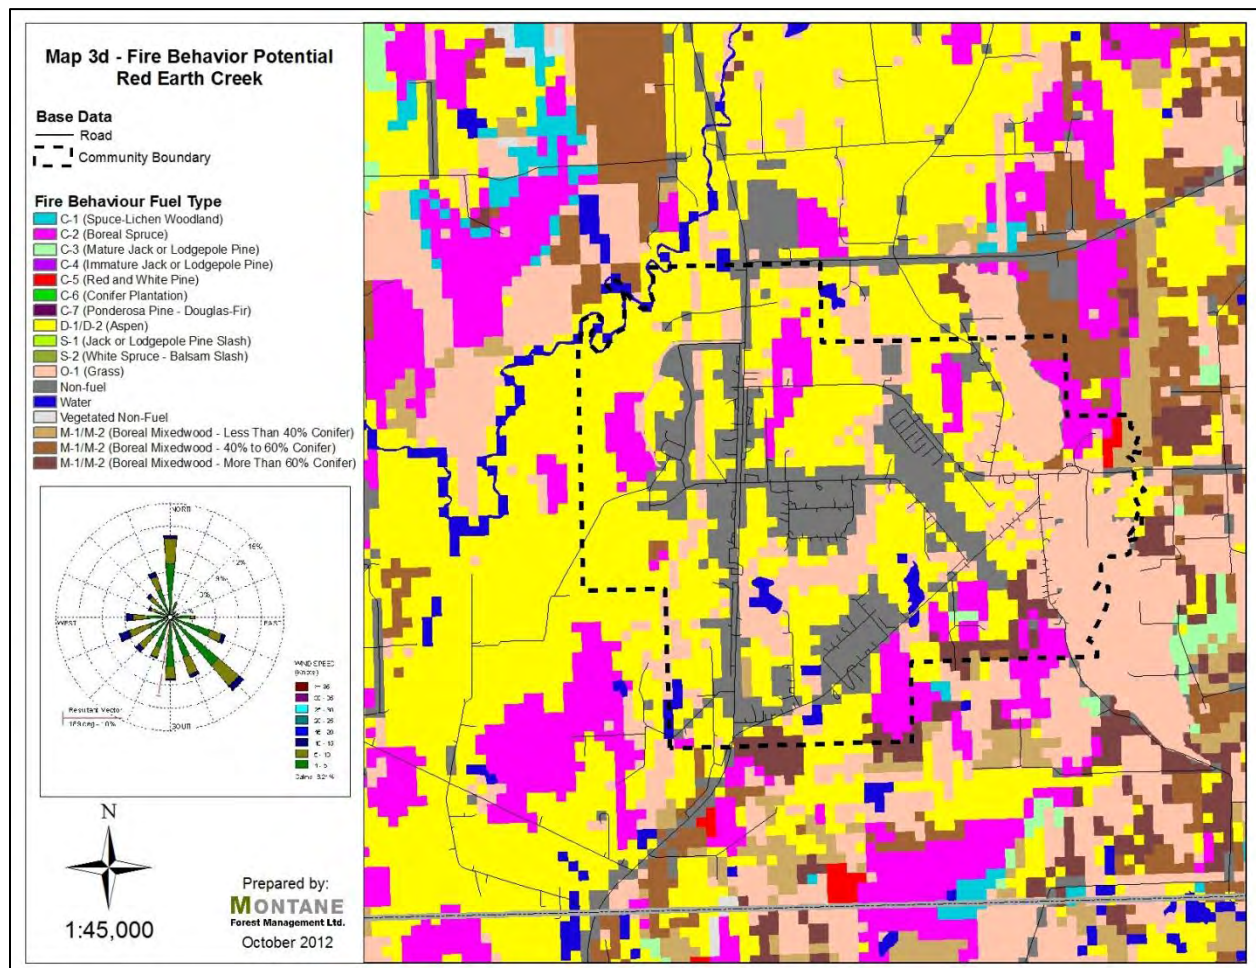 Map 3d - Fire Behavior Potential
Red Earth Creek
Base Data
Road
Community Boundary
Fire Behaviour Fuel Type
C-1 (Spuce-Lichen Woodland)
C-2 (Boreal Spruce)
C-3 (Mature Jack or Lodgepole Pine)
C-4 (Immature Jack or Lodgepole Pine)
C-5 (Red and White Pine)
C-6 (Conifer Plantation)
C-7 (Ponderosa Pine - Douglas-Fir)
D-1/D-2 (Aspen)
S-1 (Jack or Lodgepole Pine Slash)
S-2 (White Spruce - Balsam Slash)
O-1 (Grass)
Non-fuel
Water
Vegetated Non-Fuel
M-1/M-2 (Boreal Mixedwood - Less Than 40% Conifer)
M-1/M-2 (Boreal Mixedwood - 40% to 60% Conifer)
M-1/M-2 (Boreal Mixedwood - More Than 60% Conifer)
NORTH
WEST
EAST
SOUTH
WIND SPEED
Resultant Vector
N
1:45,000
Prepared by:
MONTANE
Forest Management Ltd.
October 2012